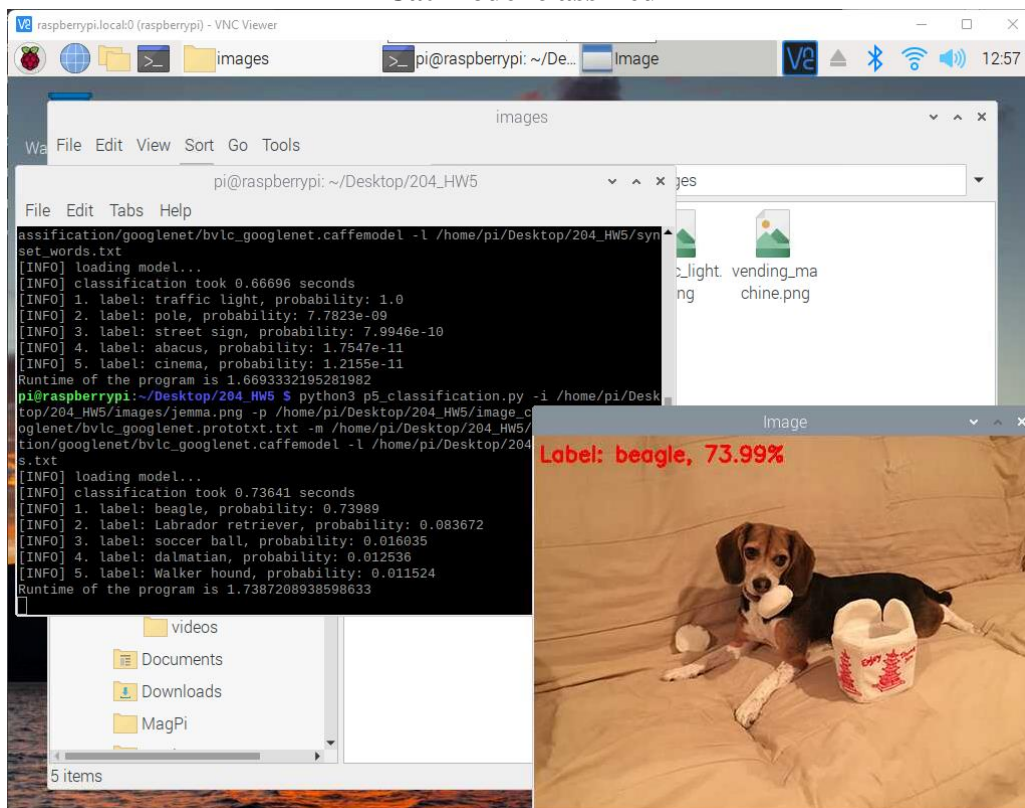 raspberrypi.local:0 (raspberrypi) - VNC Viewer
images
pi@raspberrypi: ~/De...
Image
12:57
images
Wa
File Edit View Sort Go Tools
pi@raspberrypi: ~/Desktop/204_HW5
ges
File Edit Tabs Help
assification/googlenet/bvlc_googlenet.caffemodel -l /home/pi/Desktop/204_HW5/syn
set_words.txt
[INFO] loading model...
[INFO] classification took 0.66696 seconds
[INFO] 1. label: traffic light, probability: 1.0
[INFO] 2. label: pole, probability: 7.7823e-09
[INFO] 3. label: street sign, probability: 7.9946e-10
[INFO] 4. label: abacus, probability: 1.7547e-11
[INFO] 5. label: cinema, probability: 1.2155e-11
Runtime of the program is 1.6693332195281982
pi@raspberrypi:~/Desktop/204_HW5 $ python3 p5_classification.py -i /home/pi/Desk
top/204_HW5/images/jemma.png -p /home/pi/Desktop/204_HW5/image_c
oglenet/bvlc_googlenet.prototxt.txt -m /home/pi/Desktop/204_HW5/
tion/googlenet/bvlc_googlenet.caffemodel -l /home/pi/Desktop/204
s.txt
[INFO] loading model...
[INFO] classification took 0.73641 seconds
[INFO] 1. label: beagle, probability: 0.73989
[INFO] 2. label: Labrador retriever, probability: 0.083672
[INFO] 3. label: soccer ball, probability: 0.016035
[INFO] 4. label: dalmatian, probability: 0.012536
[INFO] 5. label: Walker hound, probability: 0.011524
Runtime of the program is 1.7387208938598633
c_light.
ng
vending_ma
chine.png
Image
Label: beagle, 73.99%
Enjoy
videos
Documents
Downloads
MagPi
5 items